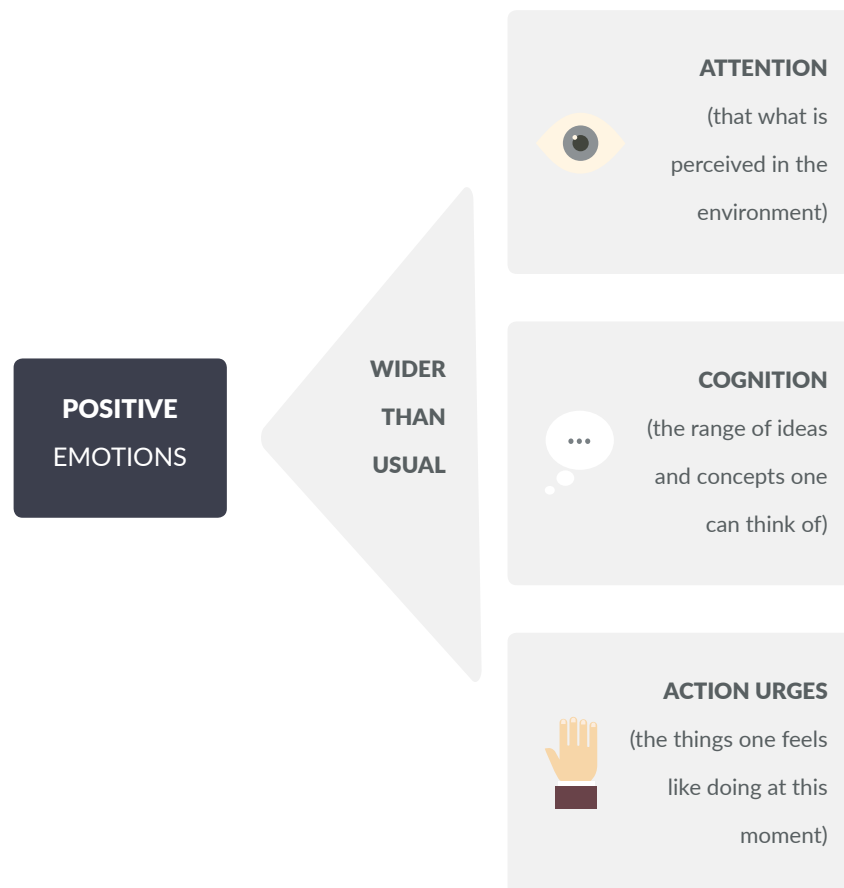 POSITIVE
EMOTIONS
WIDER
THAN
USUAL
ATTENTION
(that what is
perceived in the
environment)
COGNITION
(the range of ideas
and concepts one
can think of)
ACTION URGES
(the things one feels
like doing at this
moment)